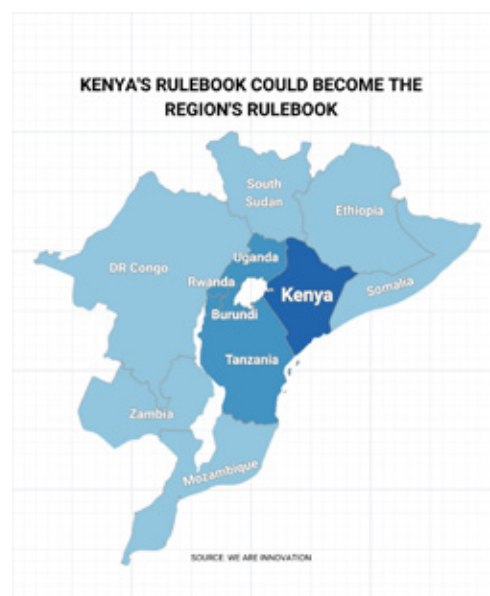 KENYA'S RULEBOOK COULD BECOME THE
REGION'S RULEBOOK
South
Sudan
Ethiopia
Uganda
DR Congo
Rwanda
Kenya
Somalia
Burundi
Tanzania
Zambia
Mozambique
SOURCE: WE ARE INNOVATION